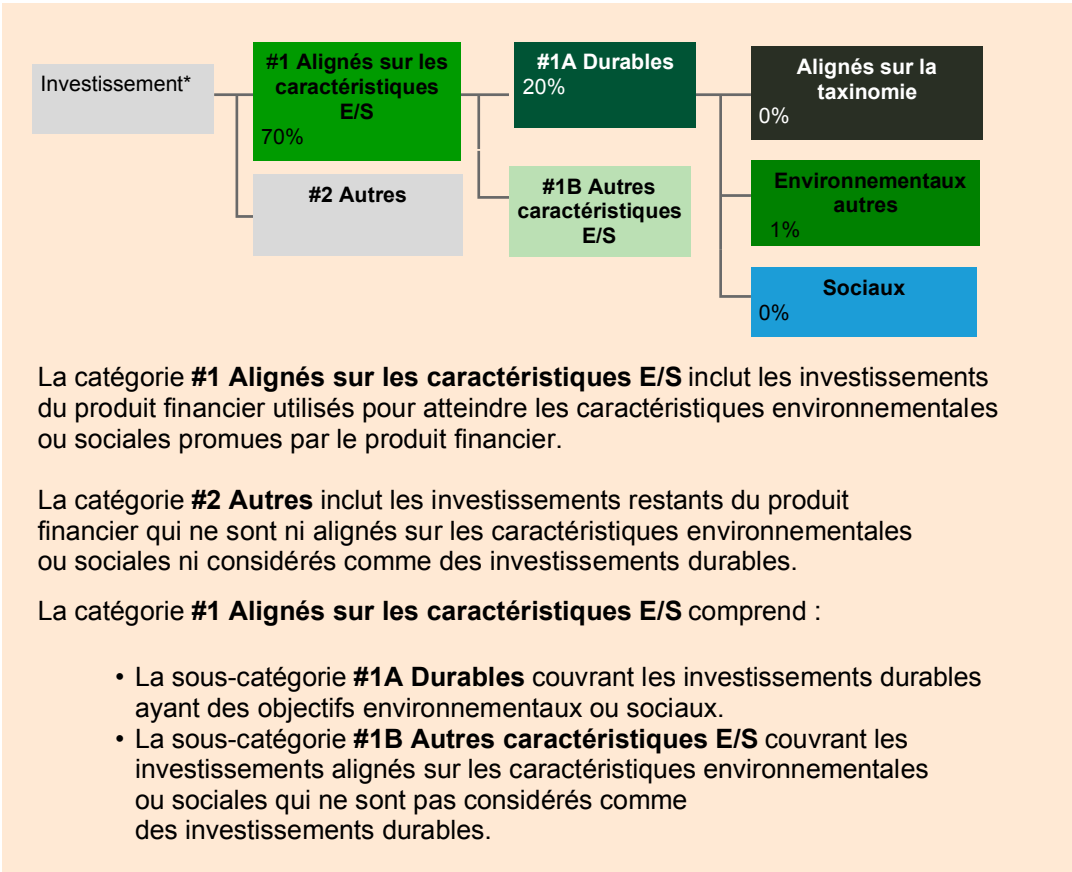 Investissement*
#1 Alignés sur les
caractéristiques
E/S
70%
#2 Autres
#1A Durables
20%
#1B Autres
caractéristiques
E/S
Alignés sur la
taxinomie
0%
Environnementaux
autres
1%
Sociaux
0%
La catégorie #1 Alignés sur les caractéristiques E/S inclut les investissements
du produit financier utilisés pour atteindre les caractéristiques environnementales
ou sociales promues par le produit financier.
La catégorie #2 Autres inclut les investissements restants du produit
financier qui ne sont ni alignés sur les caractéristiques environnementales
ou sociales ni considérés comme des investissements durables.
La catégorie #1 Alignés sur les caractéristiques E/S comprend :
• La sous-catégorie #1A Durables couvrant les investissements durables
ayant des objectifs environnementaux ou sociaux.
• La sous-catégorie #1B Autres caractéristiques E/S couvrant les
investissements alignés sur les caractéristiques environnementales
ou sociales qui ne sont pas considérés comme
des investissements durables.